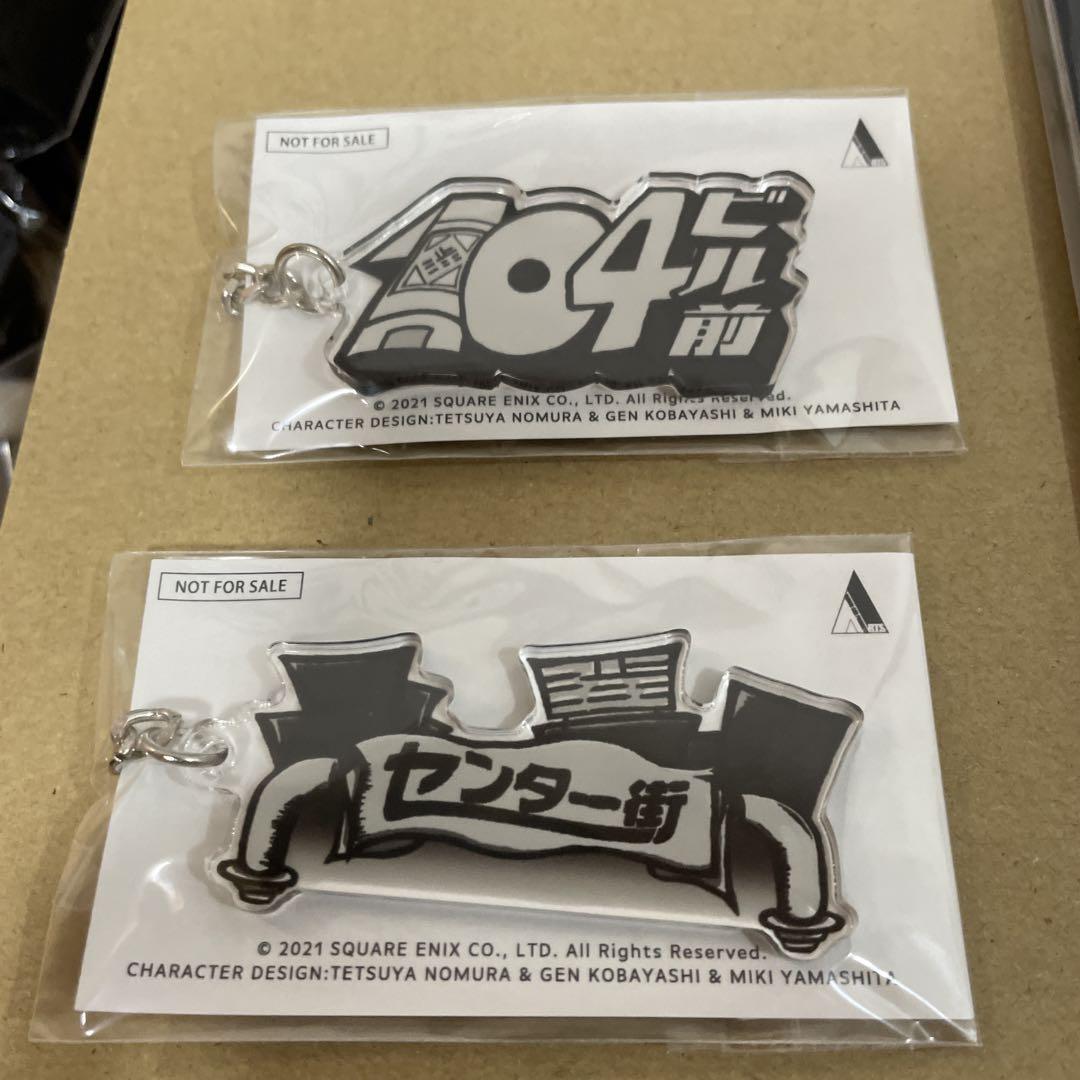 NOT FOR SALE
104ビル前
© 2021 SQUARE ENIX CO., LTD. All Rights Reserved.
CHARACTER DESIGN:TETSUYA NOMURA & GEN KOBAYASHI & MIKI YAMASHITA
NOT FOR SALE
センター街
© 2021 SQUARE ENIX CO., LTD. All Rights Reserved.
CHARACTER DESIGN:TETSUYA NOMURA & GEN KOBAYASHI & MIKI YAMASHITA